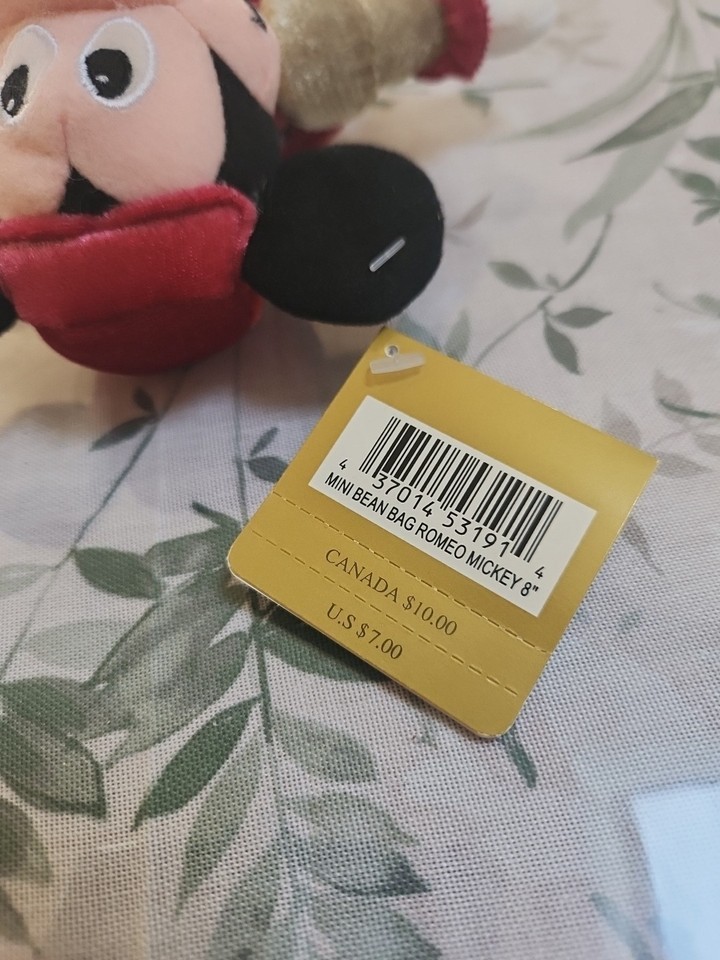 4 37014 53191 4
MINI BEAN BAG ROMEO MICKEY 8"
CANADA $10.00
U.S $7.00